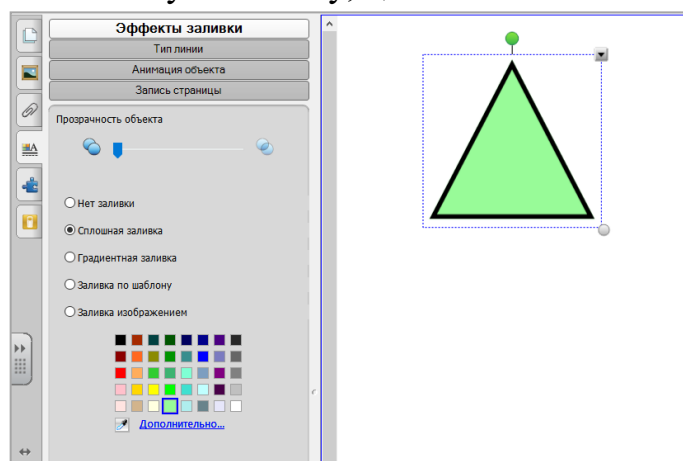 Эффекты заливки
Тип линии
Анимация объекта
Запись страницы
Прозрачность объекта
Нет заливки
Сплошная заливка
Градиентная заливка
Заливка по шаблону
Заливка изображением
Дополнительно...